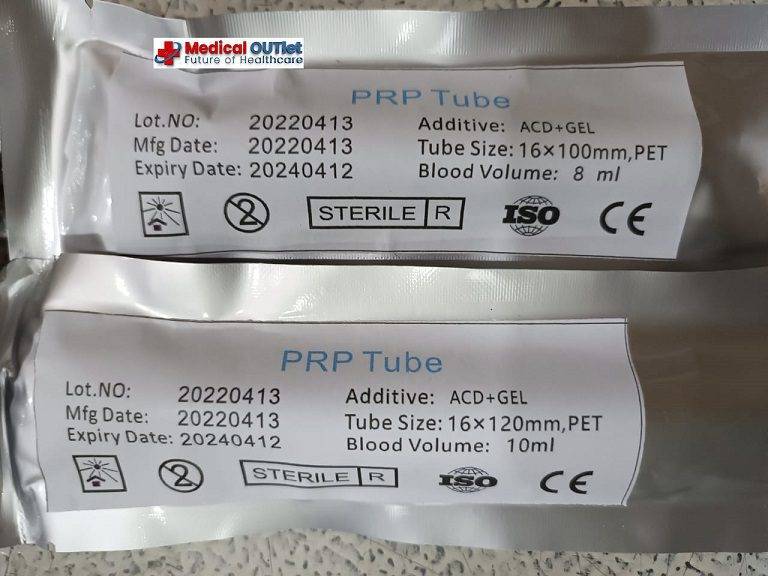 Medical OUTlet
Future of Healthcare
PRP Tube
Lot.NO: 20220413 Additive: ACD+GEL
Mfg Date: 20220413 Tube Size: 16×100mm,PET
Expiry Date: 20240412 Blood Volume: 8 ml
2 STERILE R ISO CE
PRP Tube
Lot.NO: 20220413 Additive: ACD+GEL
Mfg Date: 20220413 Tube Size: 16×120mm,PET
Expiry Date: 20240412 Blood Volume: 10ml
2 STERILE R ISO CE